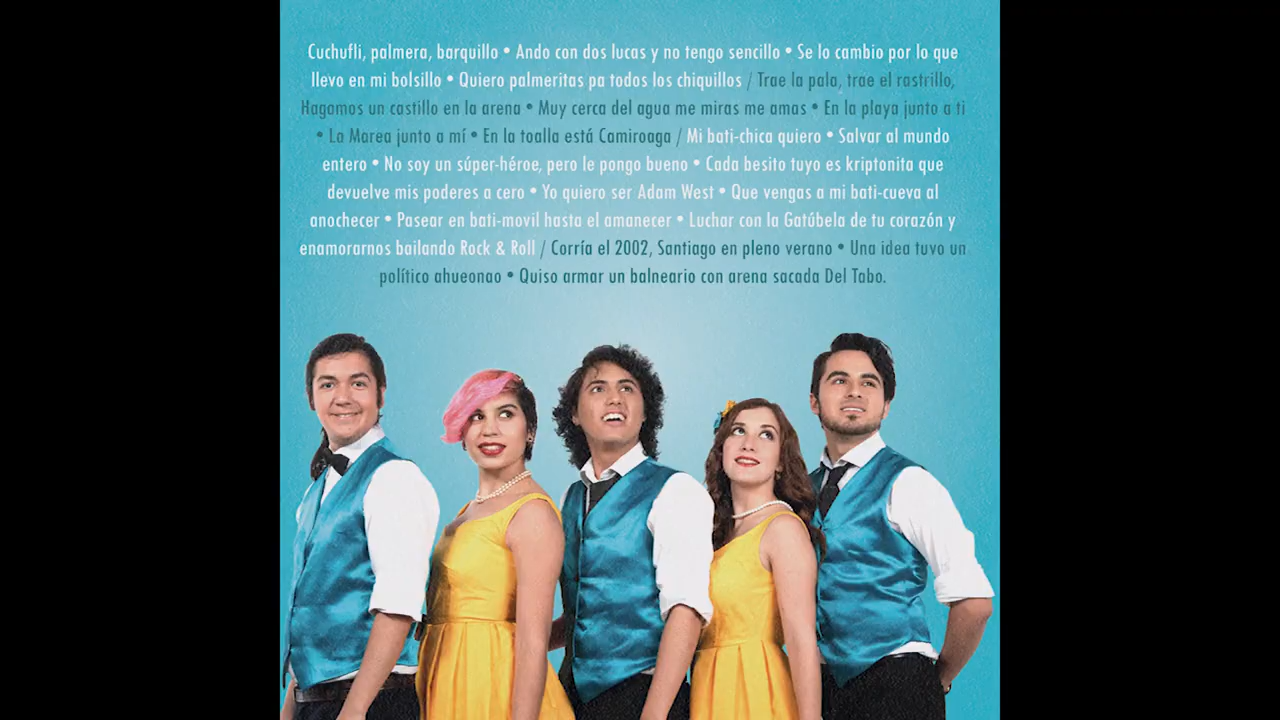 Cuchufli, palmera, barquillo • Ando con dos lucas y no tengo sencillo • Se lo cambio por lo que
llevo en mi bolsillo • Quiero palmeritas pa todos los chiquillos / Trae la pala, trae el rastrillo,
Hagamos un castillo en la arena • Muy cerca del agua me miras me amas • En la playa junto a ti
• La Marea junto a mí • En la toalla está Camiroaga / Mi bati-chica quiero • Salvar al mundo
entero • No soy un súper-héroe, pero le pongo bueno • Cada besito tuyo es kriptonita que
devuelve mis poderes a cero • Yo quiero ser Adam West • Que vengas a mi bati-cueva al
anochecer • Pasear en bati-movil hasta el amanecer • Luchar con la Gatúbela de tu corazón y
enamorarnos bailando Rock & Roll / Corría el 2002, Santiago en pleno verano • Una idea tuvo un
político ahueonao • Quiso armar un balneario con arena sacada Del Tabo.